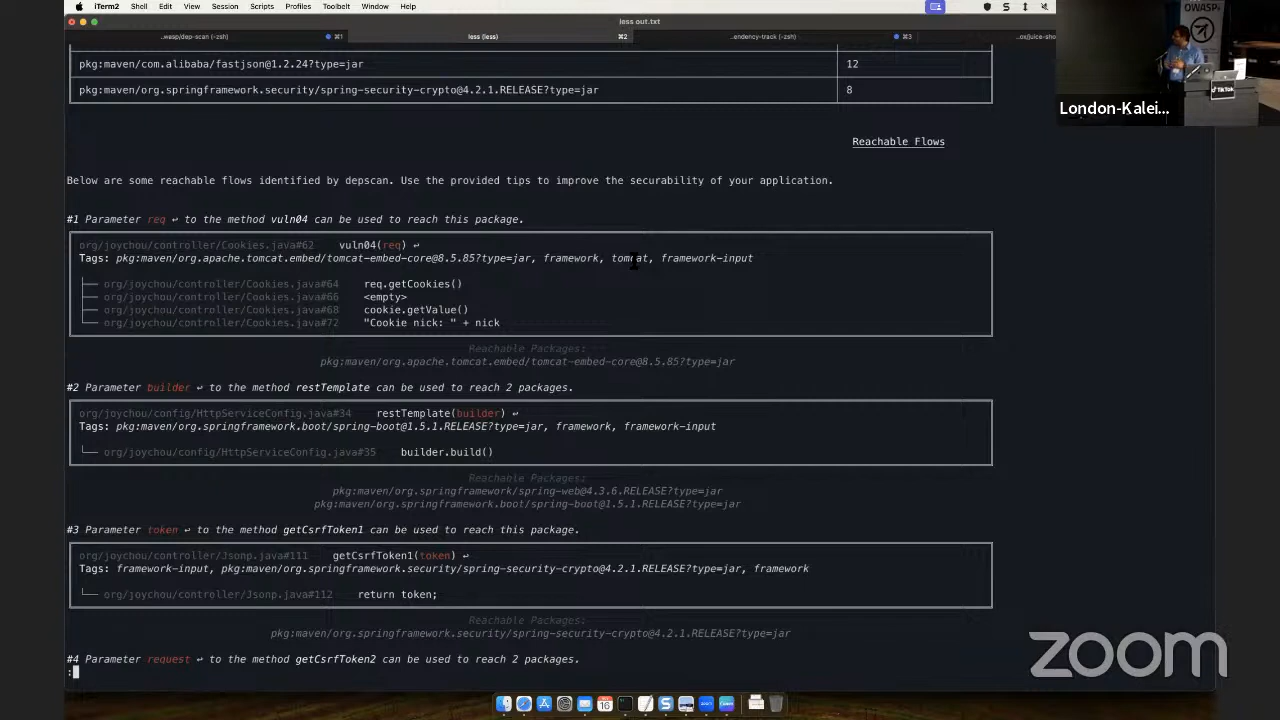 iTerm2 Shell Edit View Session Scripts Profiles Toolbelt Window Help
less out.txt
..wasp/dep-scan (-zsh) ⌘1 less (less) ⌘2 ..endency-track (-zsh) ⌘3 ..ox/juice-sho
pkg:maven/com.alibaba/fastjson@1.2.24?type=jar 12
pkg:maven/org.springframework.security/spring-security-crypto@4.2.1.RELEASE?type=jar 8
Reachable Flows
Below are some reachable flows identified by depscan. Use the provided tips to improve the securability of your application.
#1 Parameter req ↩ to the method vuln04 can be used to reach this package.
org/joychou/controller/Cookies.java#62 vuln04(req) ↩
Tags: pkg:maven/org.apache.tomcat.embed/tomcat-embed-core@8.5.85?type=jar, framework, tomcat, framework-input
├── org/joychou/controller/Cookies.java#64 req.getCookies()
├── org/joychou/controller/Cookies.java#66 <empty>
├── org/joychou/controller/Cookies.java#68 cookie.getValue()
└── org/joychou/controller/Cookies.java#72 "Cookie nick: " + nick
Reachable Packages:
pkg:maven/org.apache.tomcat.embed/tomcat-embed-core@8.5.85?type=jar
#2 Parameter builder ↩ to the method restTemplate can be used to reach 2 packages.
org/joychou/config/HttpServiceConfig.java#34 restTemplate(builder) ↩
Tags: pkg:maven/org.springframework.boot/spring-boot@1.5.1.RELEASE?type=jar, framework, framework-input
└── org/joychou/config/HttpServiceConfig.java#35 builder.build()
Reachable Packages:
pkg:maven/org.springframework/spring-web@4.3.6.RELEASE?type=jar
pkg:maven/org.springframework.boot/spring-boot@1.5.1.RELEASE?type=jar
#3 Parameter token ↩ to the method getCsrfToken1 can be used to reach this package.
org/joychou/controller/Jsonp.java#111 getCsrfToken1(token) ↩
Tags: framework-input, pkg:maven/org.springframework.security/spring-security-crypto@4.2.1.RELEASE?type=jar, framework
└── org/joychou/controller/Jsonp.java#112 return token;
Reachable Packages:
pkg:maven/org.springframework.security/spring-security-crypto@4.2.1.RELEASE?type=jar
#4 Parameter request ↩ to the method getCsrfToken2 can be used to reach 2 packages.
:
OWASP
TikTok
London-Kalei...
16
zoom